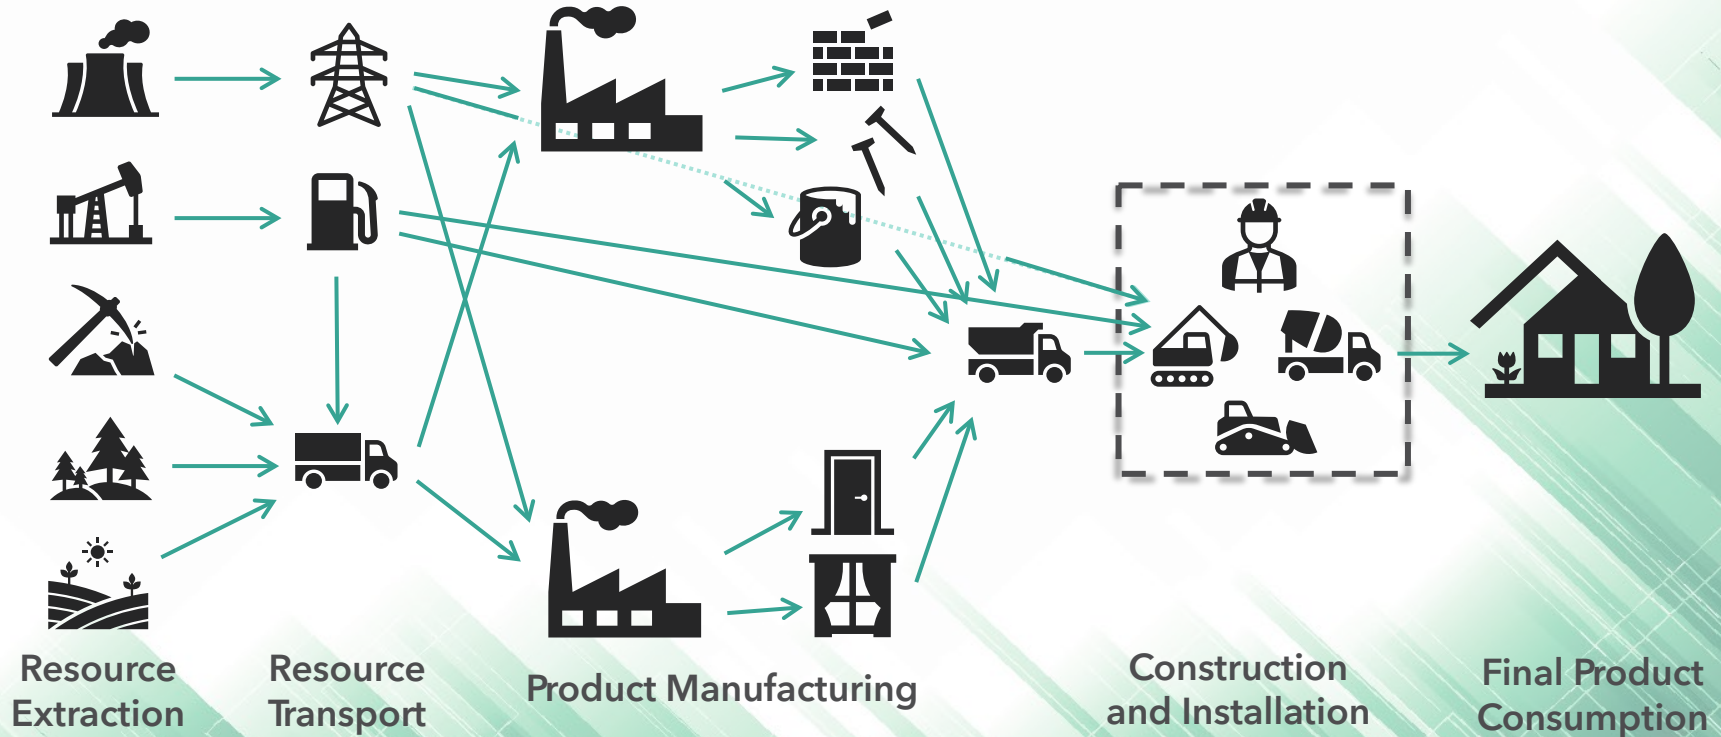 Resource
Extraction
Resource
Transport
Product Manufacturing
Construction
and Installation
Final Product
Consumption